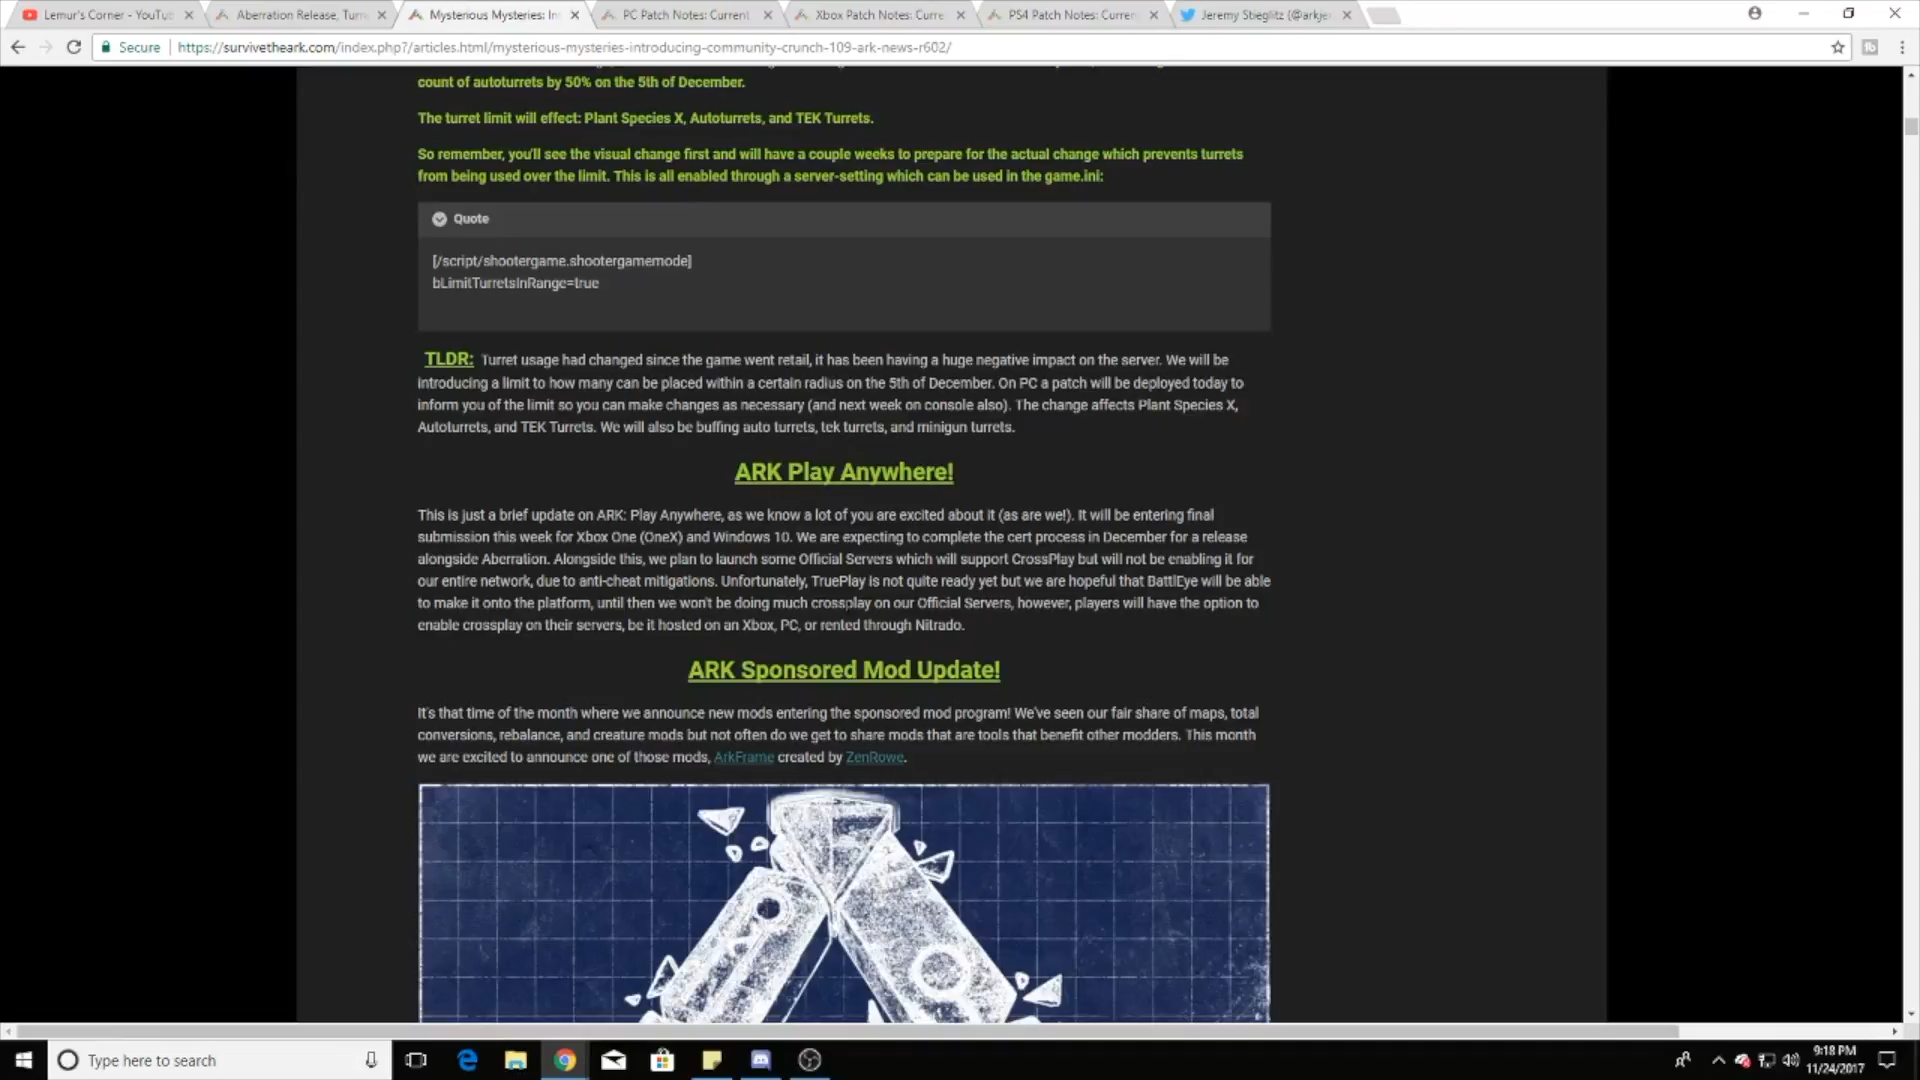 Lemur's Corner - YouTu
Aberration Release, Turr
Mysterious Mysteries: In
PC Patch Notes: Current
Xbox Patch Notes: Curre
PS4 Patch Notes: Curren
Jeremy Stieglitz (@arkje
Secure
https://survivetheark.com/index.php?/articles.html/mysterious-mysteries-introducing-community-crunch-109-ark-news-r602/
count of autoturrets by 50% on the 5th of December.
The turret limit will effect: Plant Species X, Autoturrets, and TEK Turrets.
So remember, you'll see the visual change first and will have a couple weeks to prepare for the actual change which prevents turrets
from being used over the limit. This is all enabled through a server-setting which can be used in the game.ini:
Quote
[/script/shootergame.shootergamemode]
bLimitTurretsInRange=true
TLDR: Turret usage had changed since the game went retail, it has been having a huge negative impact on the server. We will be
introducing a limit to how many can be placed within a certain radius on the 5th of December. On PC a patch will be deployed today to
inform you of the limit so you can make changes as necessary (and next week on console also). The change affects Plant Species X,
Autoturrets, and TEK Turrets. We will also be buffing auto turrets, tek turrets, and minigun turrets.
ARK Play Anywhere!
This is just a brief update on ARK: Play Anywhere, as we know a lot of you are excited about it (as are we!). It will be entering final
submission this week for Xbox One (OneX) and Windows 10. We are expecting to complete the cert process in December for a release
alongside Aberration. Alongside this, we plan to launch some Official Servers which will support CrossPlay but will not be enabling it for
our entire network, due to anti-cheat mitigations. Unfortunately, TruePlay is not quite ready yet but we are hopeful that BattlEye will be able
to make it onto the platform, until then we won't be doing much crossplay on our Official Servers, however, players will have the option to
enable crossplay on their servers, be it hosted on an Xbox, PC, or rented through Nitrado.
ARK Sponsored Mod Update!
It's that time of the month where we announce new mods entering the sponsored mod program! We've seen our fair share of maps, total
conversions, rebalance, and creature mods but not often do we get to share mods that are tools that benefit other modders. This month
we are excited to announce one of those mods, ArkFrame created by ZenRowe.
Type here to search
9:18 PM
11/24/2017